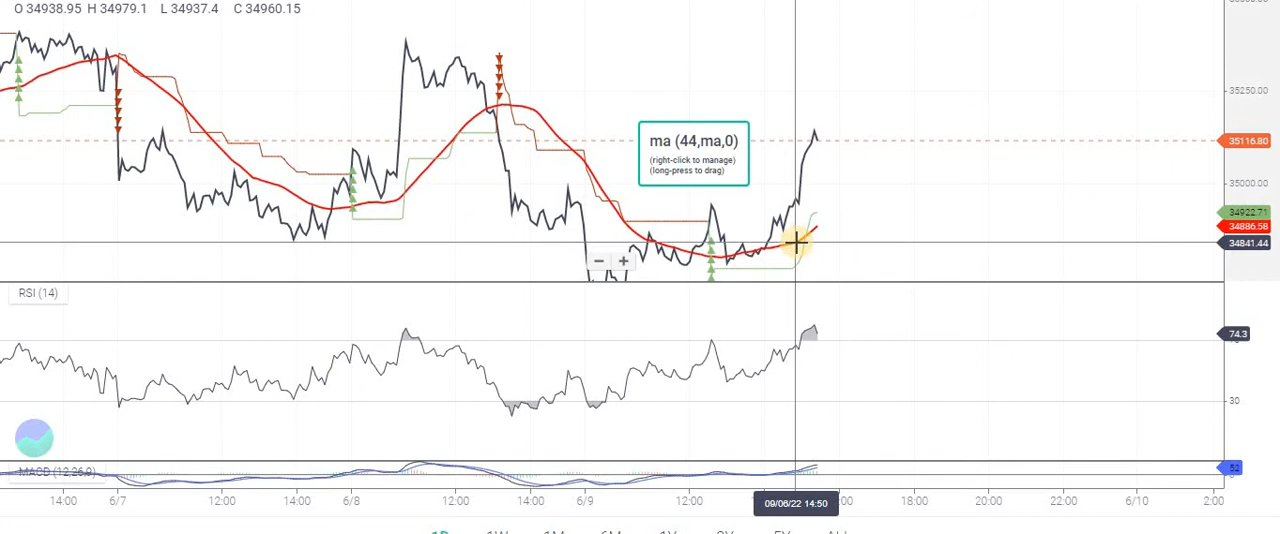 O 34938.95 H 34979.1 L 34937.4 C 34960.15
35250.00
ma (44,ma,0)
(right-click to manage)
(long-press to drag)
35116.80
35000.00
34922.71
34886.58
34841.44
RSI (14)
74.3
30
MACD (12,26,9)
52
14:00 6/7 12:00 14:00 6/8 12:00 14:00 6/9 12:00 09/06/22 14:50 18:00 20:00 22:00 6/10 2:00